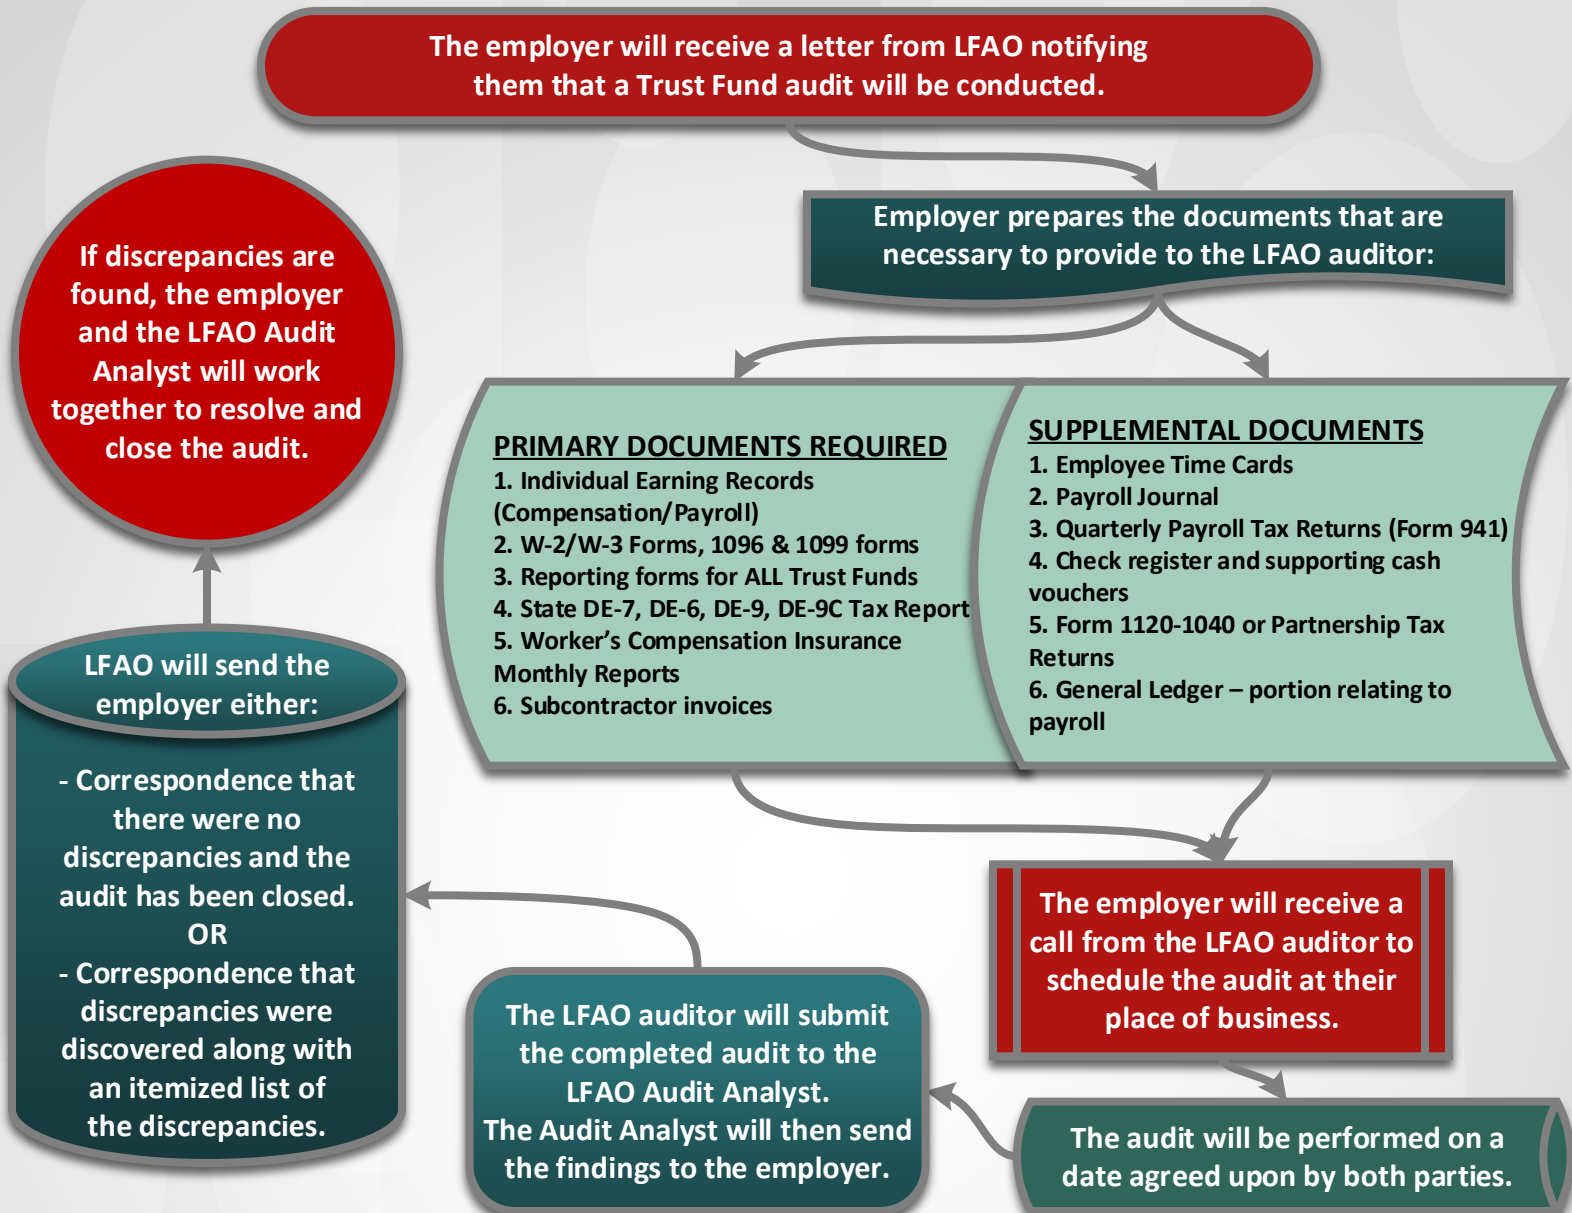 The employer will receive a letter from LFAO notifying
them that a Trust Fund audit will be conducted.
Employer prepares the documents that are
necessary to provide to the LFAO auditor:
PRIMARY DOCUMENTS REQUIRED
1. Individual Earning Records
(Compensation/Payroll)
2. W-2/W-3 Forms, 1096 & 1099 forms
3. Reporting forms for ALL Trust Funds
4. State DE-7, DE-6, DE-9, DE-9C Tax Report
5. Worker's Compensation Insurance
Monthly Reports
6. Subcontractor invoices
SUPPLEMENTAL DOCUMENTS
1. Employee Time Cards
2. Payroll Journal
3. Quarterly Payroll Tax Returns (Form 941)
4. Check register and supporting cash
vouchers
5. Form 1120-1040 or Partnership Tax
Returns
6. General Ledger – portion relating to
payroll
The employer will receive a
call from the LFAO auditor to
schedule the audit at their
place of business.
The audit will be performed on a
date agreed upon by both parties.
The LFAO auditor will submit
the completed audit to the
LFAO Audit Analyst.
The Audit Analyst will then send
the findings to the employer.
LFAO will send the
employer either:
- Correspondence that
there were no
discrepancies and the
audit has been closed.
OR
- Correspondence that
discrepancies were
discovered along with
an itemized list of
the discrepancies.
If discrepancies are
found, the employer
and the LFAO Audit
Analyst will work
together to resolve and
close the audit.